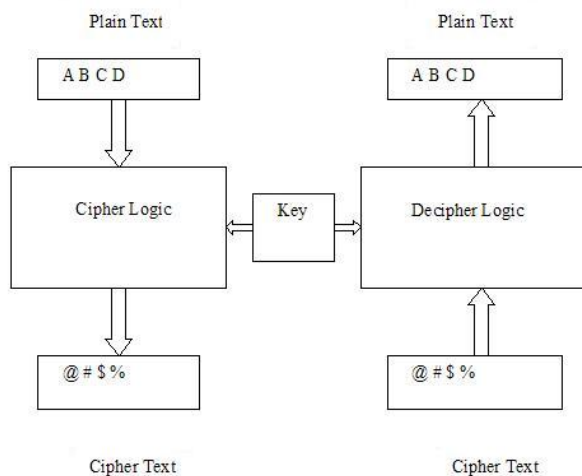 Plain Text
Plain Text
A B C D
A B C D
Cipher Logic
Key
Decipher Logic
@ # $ %
@ # $ %
Cipher Text
Cipher Text